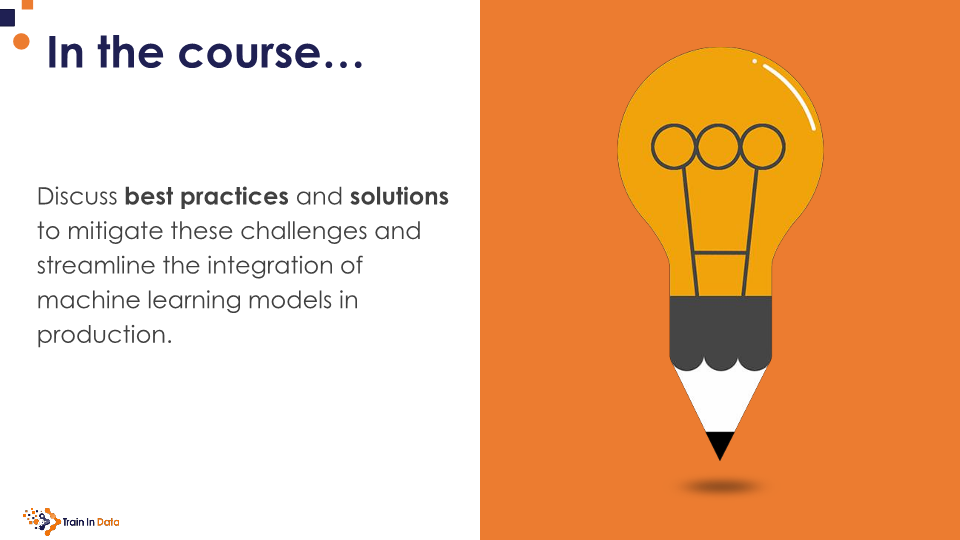 In the course…
Discuss best practices and solutions
to mitigate these challenges and
streamline the integration of
machine learning models in
production.
Train In Data